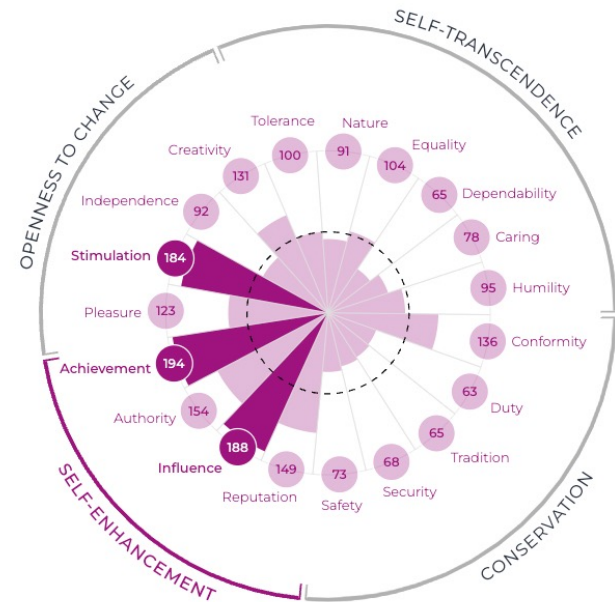 SELF-TRANSCENDENCE
OPENNESS TO CHANGE
SELF-ENHANCEMENT
CONSERVATION
Nature
91
Equality
104
Dependability
65
Caring
78
Humility
95
Conformity
136
Duty
63
Tradition
65
Security
68
Safety
73
Reputation
149
Influence
188
Authority
154
Achievement
194
Pleasure
123
Stimulation
184
Independence
92
Creativity
131
Tolerance
100